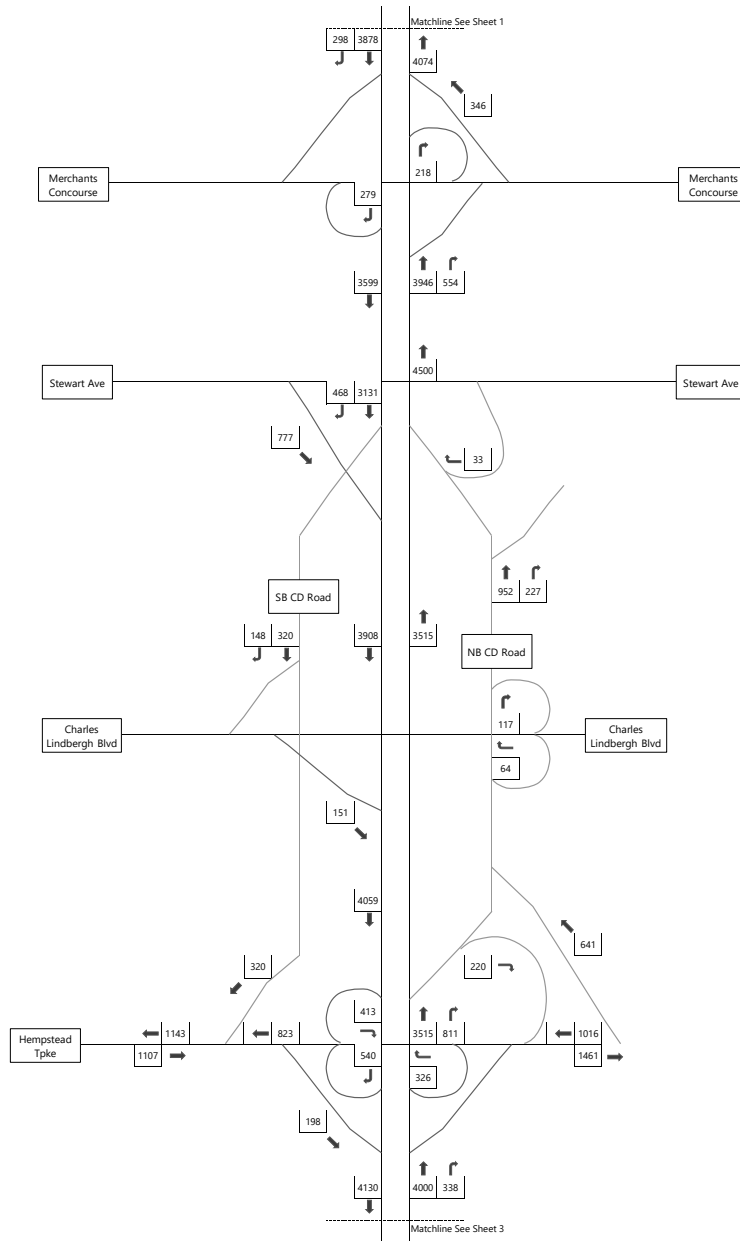 Matchline See Sheet 1
298 3878
4074
346
218
Merchants
Concourse
Merchants
Concourse
279
3599
3946 554
4500
Stewart Ave
Stewart Ave
468 3131
777
33
952 227
SB CD Road
148 320
3908
3515
NB CD Road
117
Charles
Lindbergh Blvd
Charles
Lindbergh Blvd
64
151
4059
320
220
641
413
1143
823
3515 811
1016
Hempstead
Tpke
1107
540
1461
326
198
4130
4000 338
Matchline See Sheet 3